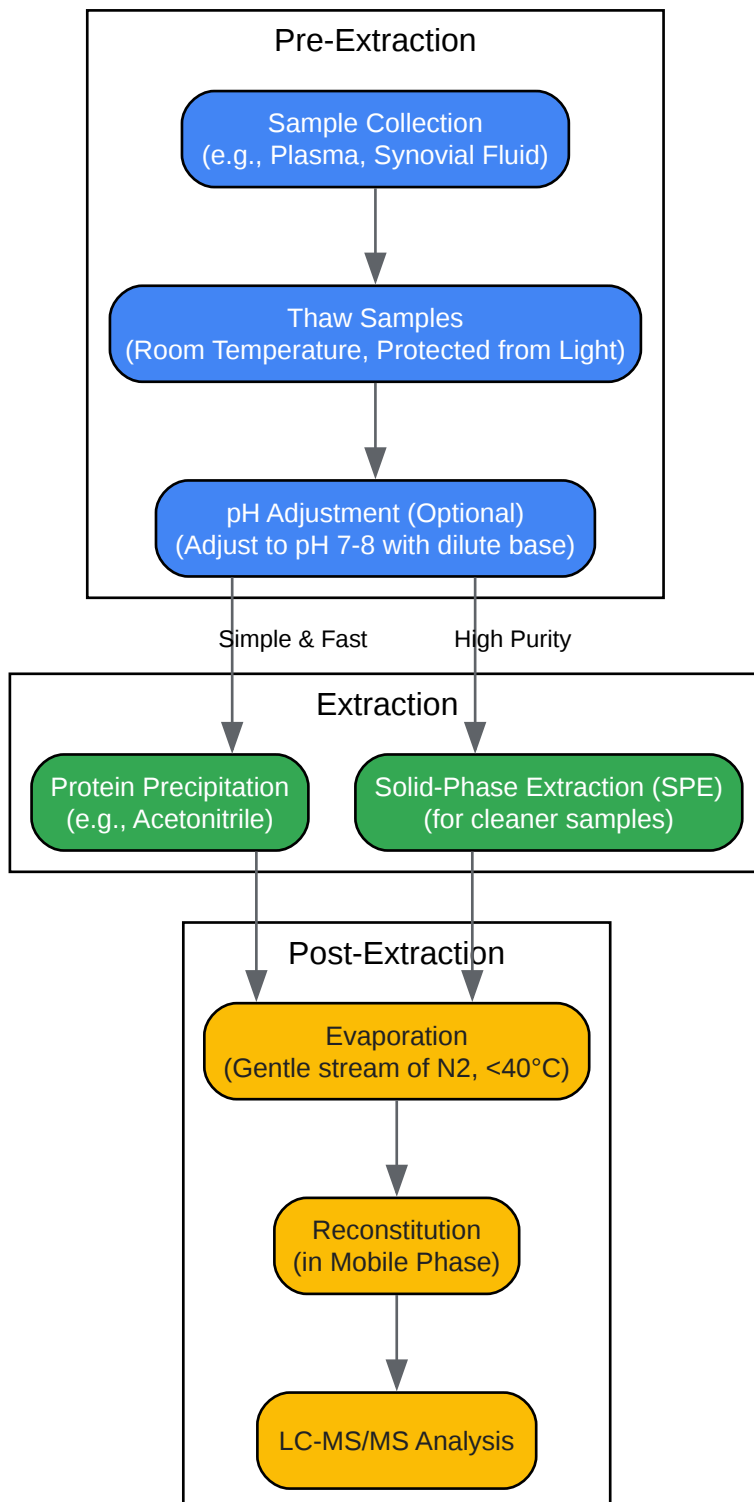 Pre-Extraction
Sample Collection
(e.g., Plasma, Synovial Fluid)
Thaw Samples
(Room Temperature, Protected from Light)
pH Adjustment (Optional)
(Adjust to pH 7-8 with dilute base)
Simple & Fast
High Purity
Extraction
Protein Precipitation
(e.g., Acetonitrile)
Solid-Phase Extraction (SPE)
(for cleaner samples)
Post-Extraction
Evaporation
(Gentle stream of N2, <40°C)
Reconstitution
(in Mobile Phase)
LC-MS/MS Analysis